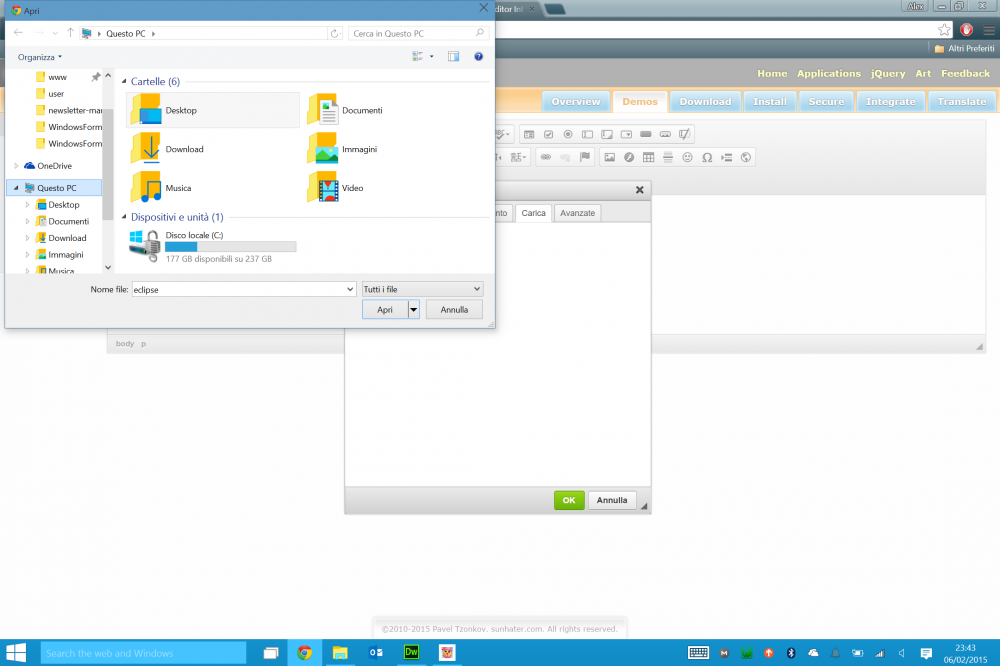 Apri
ditor Int
Alex
Questo PC
Cerca in Questo PC
Altri Preferiti
Organizza
Home Applications jQuery Art Feedback
Overview Demos Download Install Secure Integrate Translate
www
user
newsletter-ma
WindowsForm
WindowsForm
OneDrive
Questo PC
Desktop
Documenti
Download
Immagini
Musica
Cartelle (6)
Desktop
Documenti
Download
Immagini
Musica
Video
Dispositivi e unità (1)
Disco locale (C:)
177 GB disponibili su 237 GB
nto Carica Avanzate
Nome file: eclipse
Tutti i file
Apri Annulla
body p
OK Annulla
©2010-2015 Pavel Tzonkov. sunhater.com. All rights reserved.
Search the web and Windows
Dw
23:43
06/02/2015